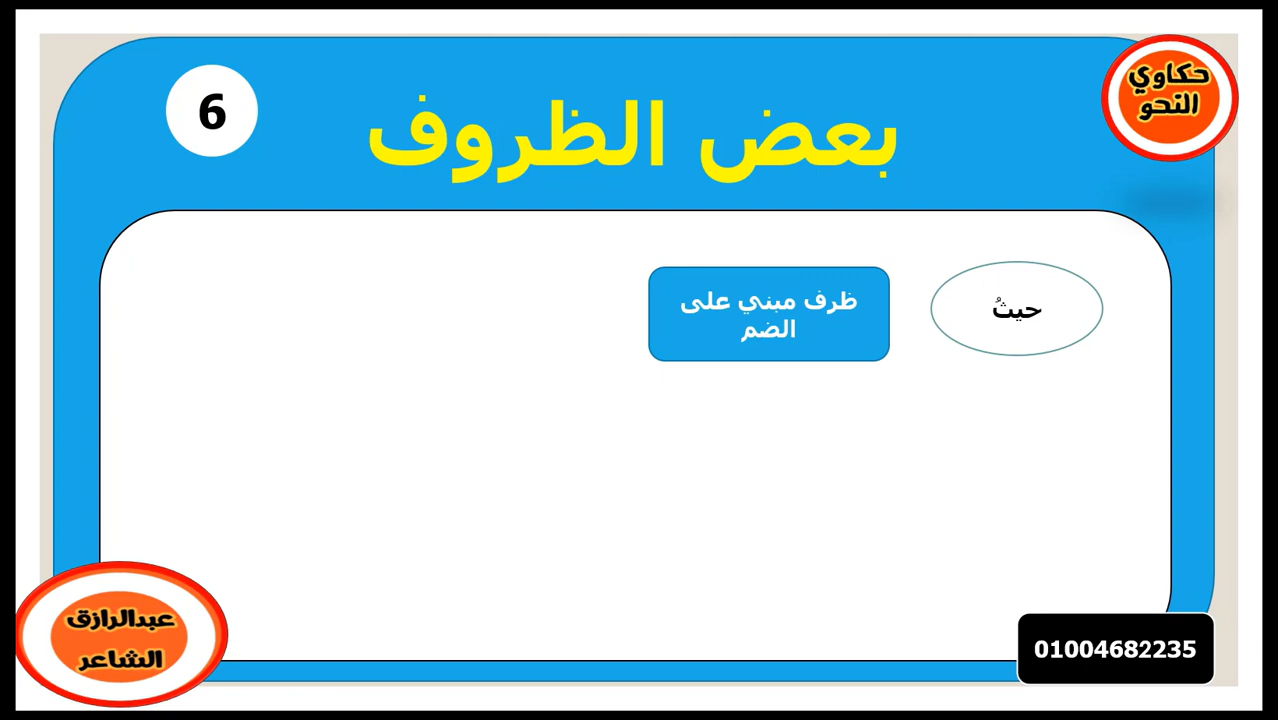 حكاوي
النحو
6
بعض الظروف
حيثُ
ظرف مبني على
الضم
عبدالرازق
الشاعر
01004682235